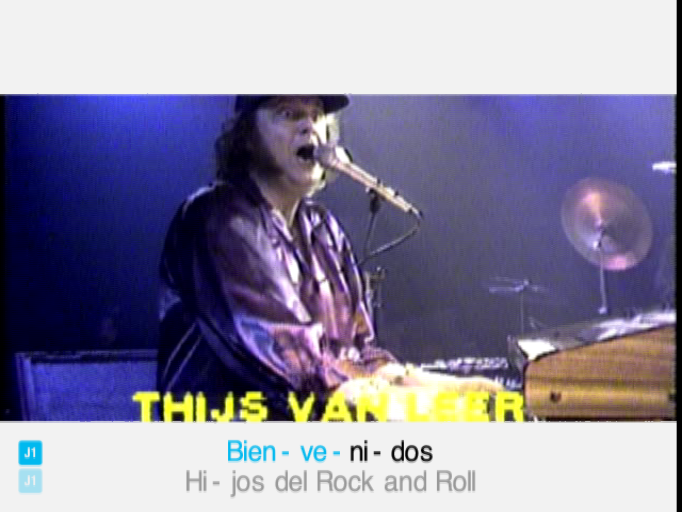 THIJS VAN LEER
J1 Bien - ve - ni - dos
J1 Hi - jos del Rock and Roll